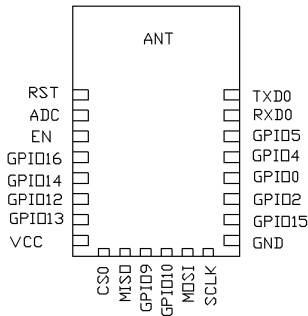 ANT
RST
ADC
EN
GPIO16
GPIO14
GPIO12
GPIO13
VCC
TXD0
RXD0
GPIO5
GPIO4
GPIO0
GPIO2
GPIO15
GND
CS0
MISO
GPIO9
GPIO10
MOSI
SCLK